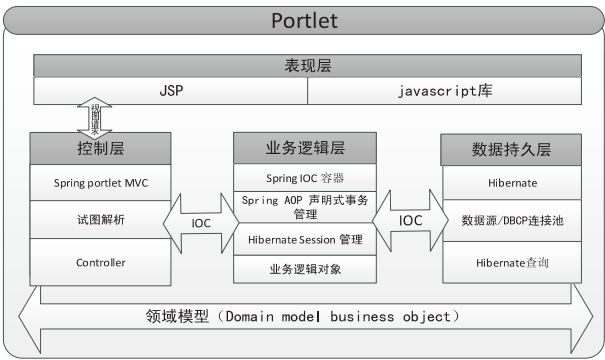 Portlet
表现层
JSP
javascript库
视图请求
控制层
Spring portlet MVC
试图解析
Controller
IOC
业务逻辑层
Spring IOC 容器
Spring AOP 声明式事务
管理
Hibernate Session 管理
业务逻辑对象
IOC
数据持久层
Hibernate
数据源/DBCP连接池
Hibernate查询
领域模型（Domain model business object）